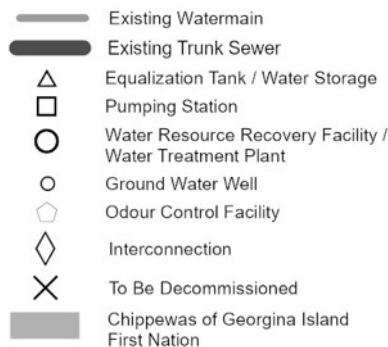 Existing Watermain
Existing Trunk Sewer
Equalization Tank / Water Storage
Pumping Station
Water Resource Recovery Facility /
Water Treatment Plant
Ground Water Well
Odour Control Facility
Interconnection
To Be Decommissioned
Chippewas of Georgina Island
First Nation